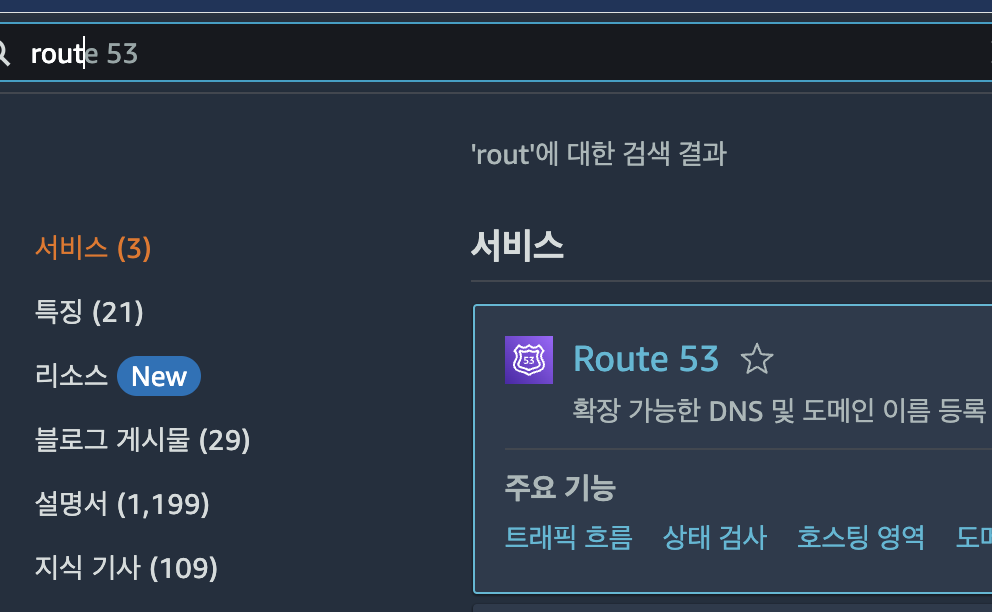 route 53
'rout'에 대한 검색 결과
서비스 (3)
특징 (21)
리소스 New
블로그 게시물 (29)
설명서 (1,199)
지식 기사 (109)
서비스
53
Route 53
확장 가능한 DNS 및 도메인 이름 등록
주요 기능
트래픽 흐름 상태 검사 호스팅 영역